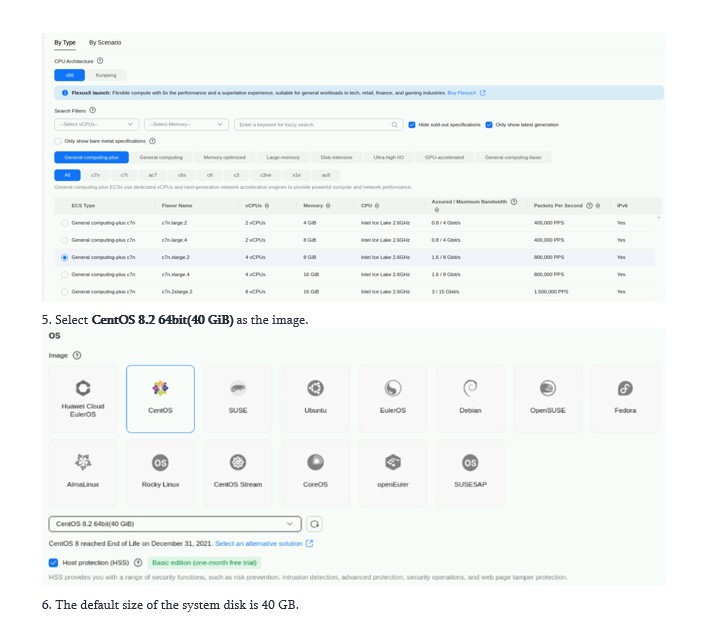 By Type By Scenario
CPU Architecture
x86 Kunpeng
FlexusX launch: Flexible compute with 6x the performance and a superlative experience, suitable for general workloads in tech, retail, finance, and gaming industries. Buy FlexusX
Search Filters
--Select vCPUs-- --Select Memory-- Enter a keyword for fuzzy search. Hide sold-out specifications Only show latest generation
Only show bare metal specifications
General computing-plus General computing Memory-optimized Large-memory Disk-intensive Ultra-high I/O GPU-accelerated General computing-basic
All c7n c7t ac7 c6s c6 c3 c3ne x1e ac8
General computing-plus ECSs use dedicated vCPUs and next-generation network acceleration engines to provide powerful compute and network performance.
ECS Type Flavor Name vCPUs Memory CPU Assured / Maximum Bandwidth Packets Per Second IPv6
General computing-plus c7n c7n.large.2 2 vCPUs 4 GiB Intel Ice Lake 2.6GHz 0.8 / 4 Gbit/s 400,000 PPS Yes
General computing-plus c7n c7n.large.4 2 vCPUs 8 GiB Intel Ice Lake 2.6GHz 0.8 / 4 Gbit/s 400,000 PPS Yes
General computing-plus c7n c7n.xlarge.2 4 vCPUs 8 GiB Intel Ice Lake 2.6GHz 1.6 / 8 Gbit/s 800,000 PPS Yes
General computing-plus c7n c7n.xlarge.4 4 vCPUs 16 GiB Intel Ice Lake 2.6GHz 1.6 / 8 Gbit/s 800,000 PPS Yes
General computing-plus c7n c7n.2xlarge.2 8 vCPUs 16 GiB Intel Ice Lake 2.6GHz 3 / 15 Gbit/s 1,500,000 PPS Yes
5. Select CentOS 8.2 64bit(40 GiB) as the image.
OS
Image
Huawei Cloud EulerOS CentOS SUSE Ubuntu EulerOS Debian OpenSUSE Fedora
AlmaLinux Rocky Linux CentOS Stream CoreOS openEuler SUSESAP
CentOS 8.2 64bit(40 GiB)
CentOS 8 reached End of Life on December 31, 2021. Select an alternative solution
Host protection (HSS) Basic edition (one-month free trial)
HSS provides you with a range of security functions, such as risk prevention, intrusion detection, advanced protection, security operations, and web page tamper protection.
6. The default size of the system disk is 40 GB.